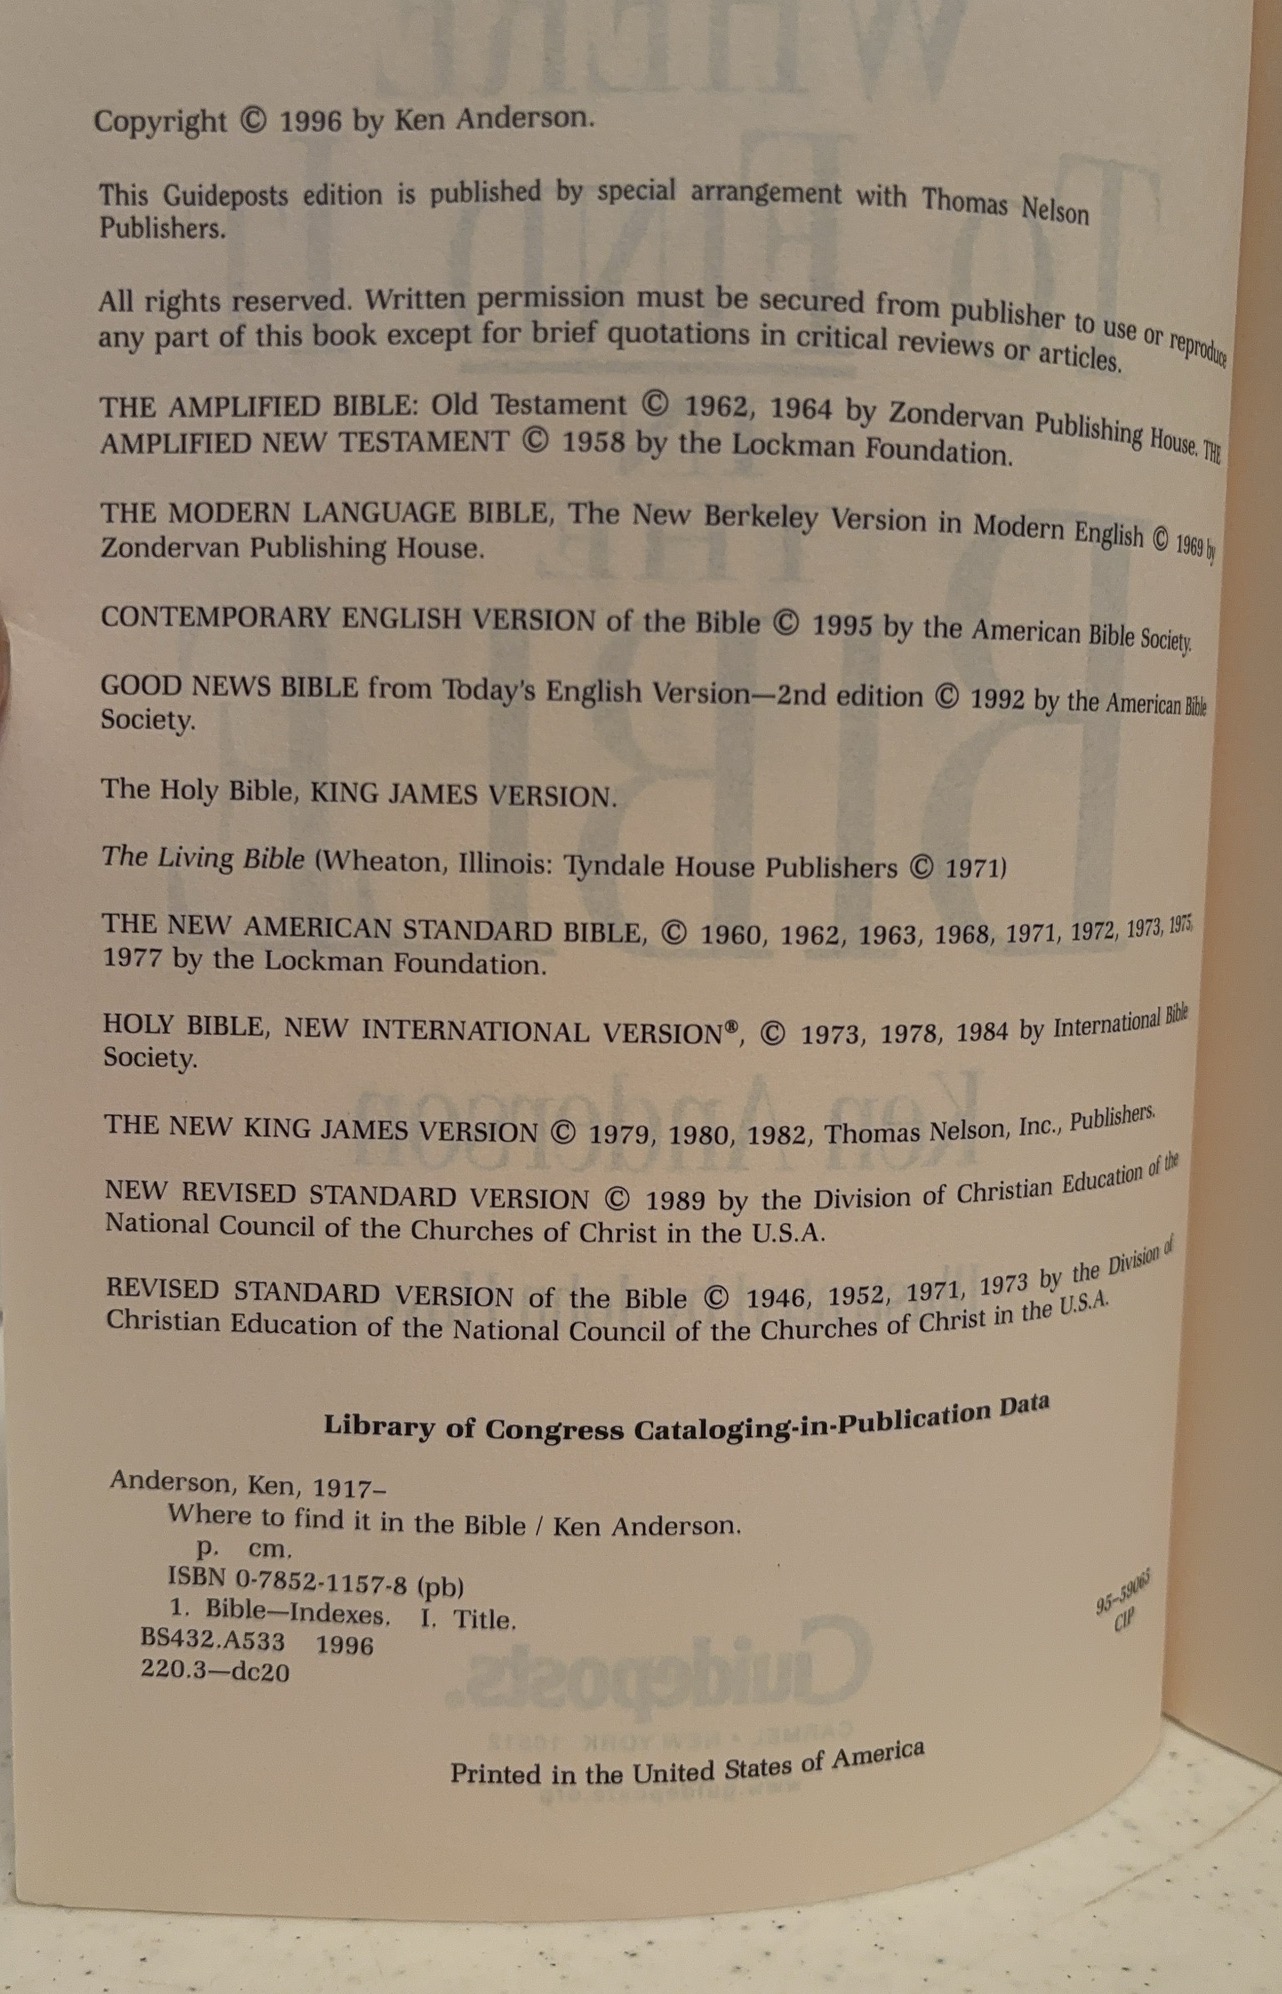 Copyright © 1996 by Ken Anderson.
This Guideposts edition is published by special arrangement with Thomas Nelson
Publishers.
All rights reserved. Written permission must be secured from publisher to use or reproduce
any part of this book except for brief quotations in critical reviews or articles.
THE AMPLIFIED BIBLE: Old Testament © 1962, 1964 by Zondervan Publishing House. THE
AMPLIFIED NEW TESTAMENT © 1958 by the Lockman Foundation.
THE MODERN LANGUAGE BIBLE, The New Berkeley Version in Modern English © 1969 by
Zondervan Publishing House.
CONTEMPORARY ENGLISH VERSION of the Bible © 1995 by the American Bible Society.
GOOD NEWS BIBLE from Today's English Version—2nd edition © 1992 by the American Bible
Society.
The Holy Bible, KING JAMES VERSION.
The Living Bible (Wheaton, Illinois: Tyndale House Publishers © 1971)
THE NEW AMERICAN STANDARD BIBLE, © 1960, 1962, 1963, 1968, 1971, 1972, 1973, 1975,
1977 by the Lockman Foundation.
HOLY BIBLE, NEW INTERNATIONAL VERSION®, © 1973, 1978, 1984 by International Bible
Society.
THE NEW KING JAMES VERSION © 1979, 1980, 1982, Thomas Nelson, Inc., Publishers.
NEW REVISED STANDARD VERSION © 1989 by the Division of Christian Education of the
National Council of the Churches of Christ in the U.S.A.
REVISED STANDARD VERSION of the Bible © 1946, 1952, 1971, 1973 by the Division of
Christian Education of the National Council of the Churches of Christ in the U.S.A.
Library of Congress Cataloging-in-Publication Data
Anderson, Ken, 1917–
Where to find it in the Bible / Ken Anderson.
p. cm.
ISBN 0-7852-1157-8 (pb)
1. Bible—Indexes. I. Title.
BS432.A533 1996
220.3—dc20
95–39065
CIP
Printed in the United States of America